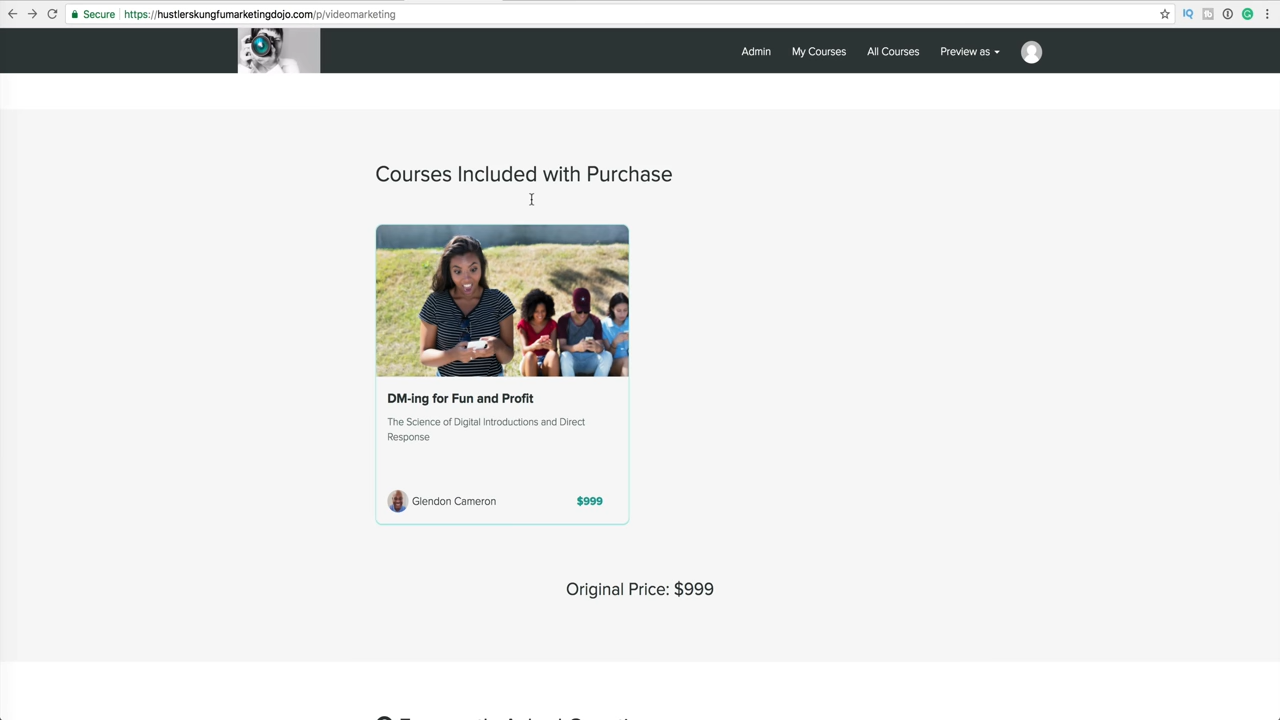 Secure
https://hustlerskungfumarketingdojo.com/p/videomarketing
Admin My Courses All Courses Preview as
Courses Included with Purchase
DM-ing for Fun and Profit
The Science of Digital Introductions and Direct
Response
Glendon Cameron $999
Original Price: $999